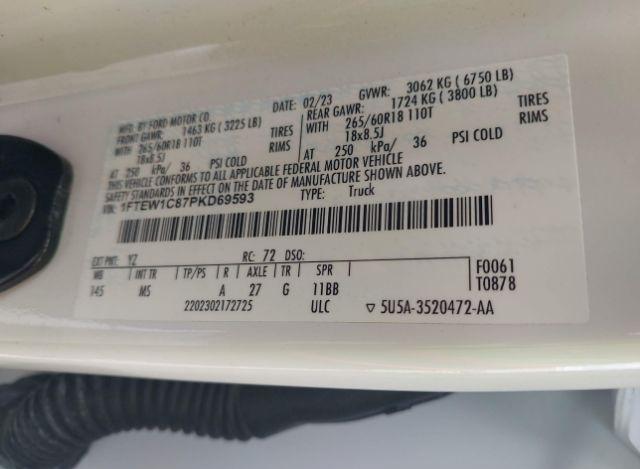 MFD. BY FORD MOTOR CO.
DATE: 02/23 GVWR: 3062 KG ( 6750 LB)
FRONT GAWR: 1463 KG ( 3225 LB)
REAR GAWR: 1724 KG ( 3800 LB)
WITH 265/60R18 110T TIRES
WITH 265/60R18 110T TIRES
18x8.5J RIMS
18x8.5J RIMS
AT 250 kPa/ 36 PSI COLD
AT 250 kPa/ 36 PSI COLD
THIS VEHICLE CONFORMS TO ALL APPLICABLE FEDERAL MOTOR VEHICLE
SAFETY STANDARDS IN EFFECT ON THE DATE OF MANUFACTURE SHOWN ABOVE.
VIN: 1FTEW1C87PKD69593 TYPE: Truck
EXT PNT: YZ RC: 72 DSO: F0061
WB INT TR TP/PS R AXLE TR SPR T0878
145 MS A 27 G 11BB
2202302172725 ULC ▽ 5U5A-3520472-AA